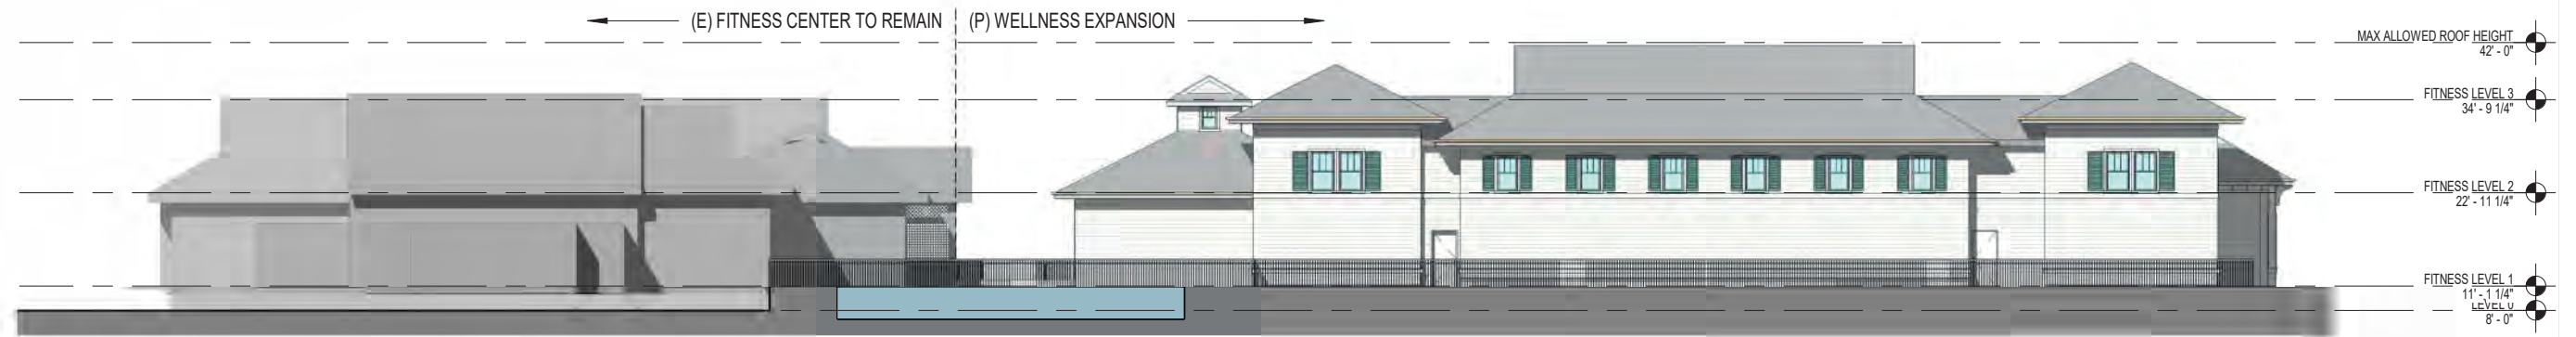 (E) FITNESS CENTER TO REMAIN
(P) WELLNESS EXPANSION
MAX ALLOWED ROOF HEIGHT
42' - 0"
FITNESS LEVEL 3
34' - 9 1/4"
FITNESS LEVEL 2
22' - 11 1/4"
FITNESS LEVEL 1
11' - 1 1/4"
LEVEL 0
8' - 0"